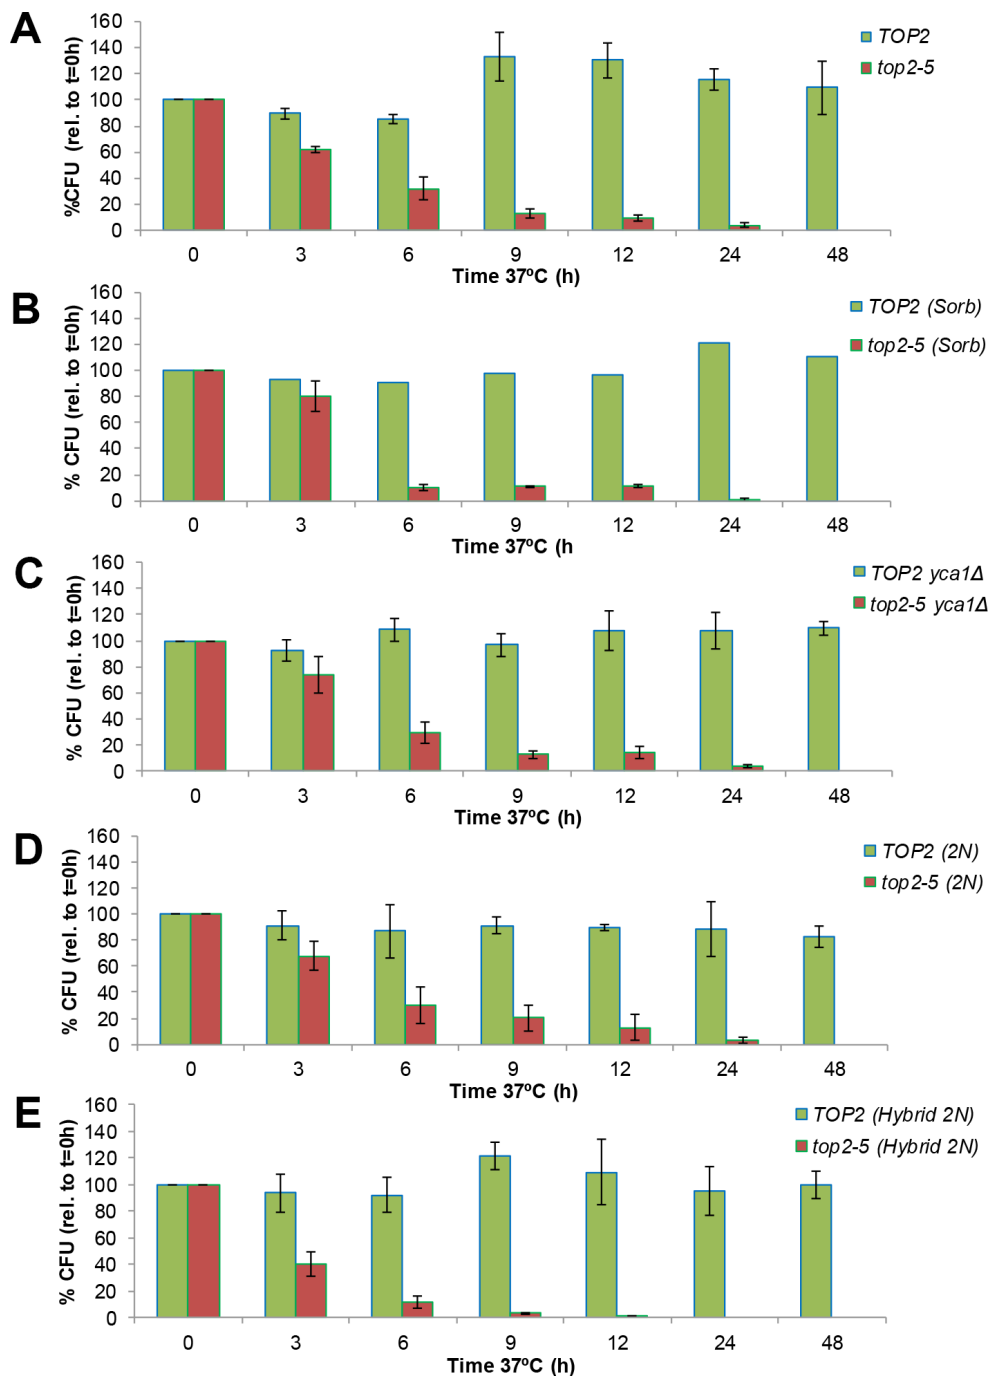 A
%CFU (rel. to t=0h)
160
140
120
100
80
60
40
20
0
0 3 6 9 12 24 48
Time 37ºC (h)
TOP2
top2-5
B
% CFU (rel. to t=0h)
160
140
120
100
80
60
40
20
0
0 3 6 9 12 24 48
Time 37ºC (h
TOP2 (Sorb)
top2-5 (Sorb)
C
% CFU (rel. to t=0h)
160
140
120
100
80
60
40
20
0
0 3 6 9 12 24 48
Time 37ºC (h)
TOP2 yca1Δ
top2-5 yca1Δ
D
% CFU (rel. to t=0h)
160
140
120
100
80
60
40
20
0
0 3 6 9 12 24 48
Time 37ºC (h)
TOP2 (2N)
top2-5 (2N)
E
% CFU (rel. to t=0h)
160
140
120
100
80
60
40
20
0
0 3 6 9 12 24 48
Time 37ºC (h)
TOP2 (Hybrid 2N)
top2-5 (Hybrid 2N)